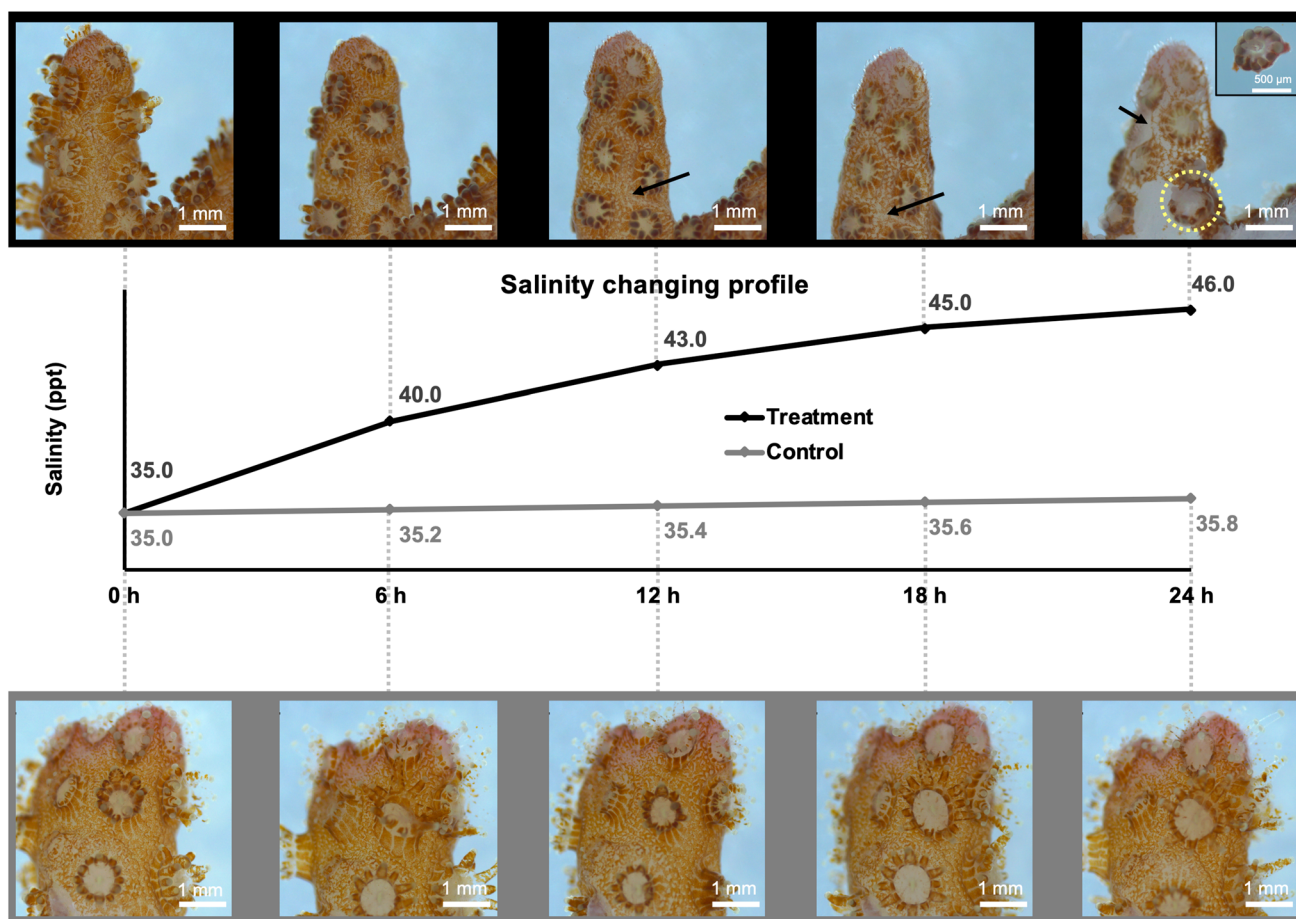 500 µm
1 mm
1 mm
1 mm
1 mm
1 mm
Salinity changing profile
46.0
45.0
43.0
40.0
Treatment
Control
Salinity (ppt)
35.0
35.0
35.2
35.4
35.6
35.8
0 h
6 h
12 h
18 h
24 h
1 mm
1 mm
1 mm
1 mm
1 mm